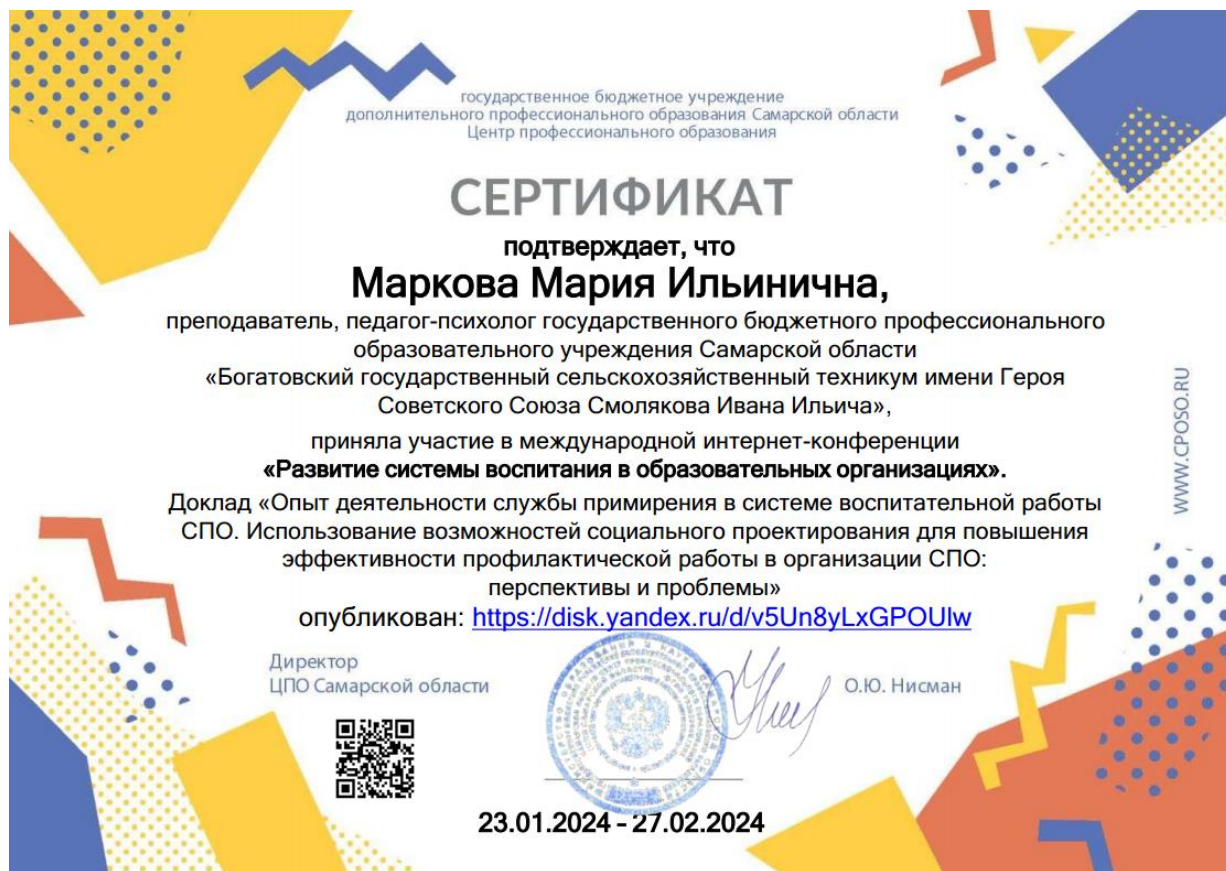 государственное бюджетное учреждение
дополнительного профессионального образования Самарской области
Центр профессионального образования
СЕРТИФИКАТ
подтверждает, что
Маркова Мария Ильинична,
преподаватель, педагог-психолог государственного бюджетного профессионального
образовательного учреждения Самарской области
«Богатовский государственный сельскохозяйственный техникум имени Героя
Советского Союза Смолякова Ивана Ильича»,
приняла участие в международной интернет-конференции
«Развитие системы воспитания в образовательных организациях».
Доклад «Опыт деятельности службы примирения в системе воспитательной работы
СПО. Использование возможностей социального проектирования для повышения
эффективности профилактической работы в организации СПО:
перспективы и проблемы»
опубликован: https://disk.yandex.ru/d/v5Un8yLxGPOUlw
WWW.CPOSO.RU
Директор
ЦПО Самарской области
О.Ю. Нисман
23.01.2024 – 27.02.2024